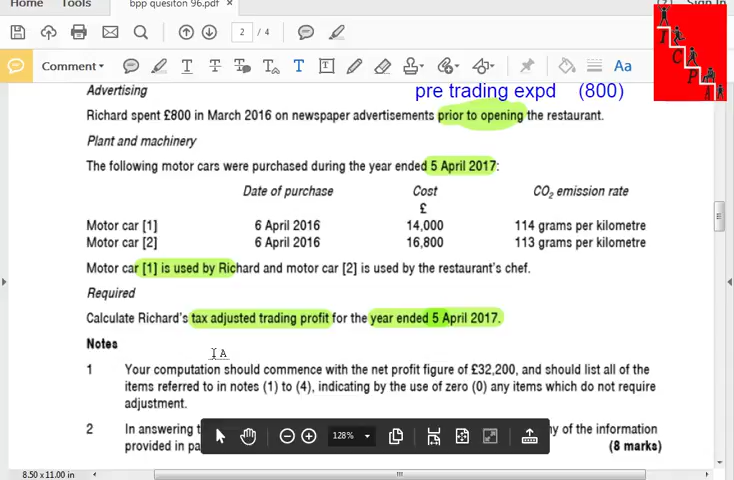 Home Tools bpp quesiton 96.pdf × Sign In
2 / 4
Comment
Aa
I
C
P
A
Advertising
pre trading expd (800)
Richard spent £800 in March 2016 on newspaper advertisements prior to opening the restaurant.
Plant and machinery
The following motor cars were purchased during the year ended 5 April 2017:
Date of purchase Cost CO2 emission rate
£
Motor car [1] 6 April 2016 14,000 114 grams per kilometre
Motor car [2] 6 April 2016 16,800 113 grams per kilometre
Motor car [1] is used by Richard and motor car [2] is used by the restaurant's chef.
Required
Calculate Richard's tax adjusted trading profit for the year ended 5 April 2017.
Notes
1 Your computation should commence with the net profit figure of £32,200, and should list all of the
items referred to in notes (1) to (4), indicating by the use of zero (0) any items which do not require
adjustment.
2 In answering t ny of the information
provided in pa (8 marks)
128%
8.50 x 11.00 in